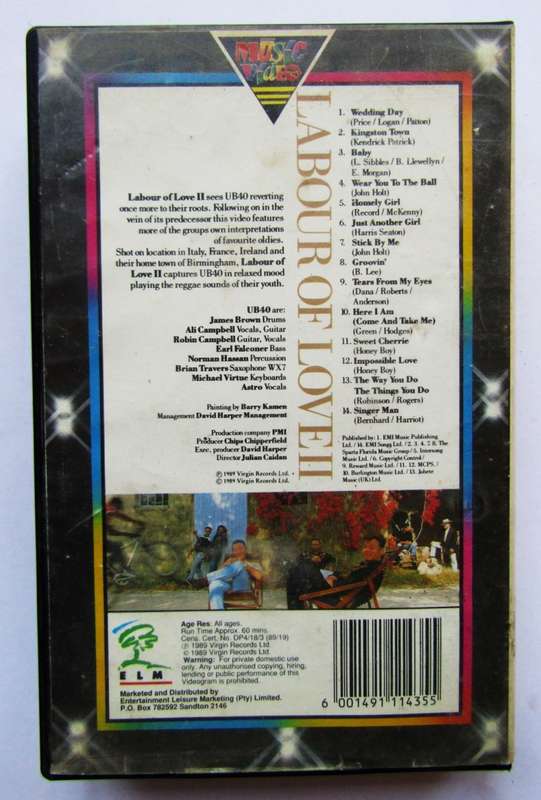 MUSIC
VIDEO
LABOUR OF LOVE II
Labour of Love II sees UB40 reverting
once more to their roots. Following on in the
wein of its predecessor this video features
more of the groups own interpretations
of favourite oldies.
Shot on location in Italy, France, Ireland and
their home town of Birmingham, Labour of
Love II captures UB40 in relaxed mood
playing the reggae sounds of their youth.
UB40 are:
James Brown Drums
Ali Campbell Vocals, Guitar
Robin Campbell Guitar, Vocals
Earl Falconer Bass
Norman Hassan Percussion
Brian Travers Saxophone WX7
Michael Virtue Keyboards
Astro Vocals
Painting by Barry Kamen
Management David Harper Management
Production company PMI
Producer Chips Chipperfield
Exec. producer David Harper
Director Julian Caidan
℗ 1989 Virgin Records Ltd.
© 1989 Virgin Records Ltd.
1. Wedding Day
(Price / Logan / Patton)
2. Kingston Town
(Kendrick Patrick)
3. Baby
(L. Sibbles / B. Llewellyn /
E. Morgan)
4. Wear You To The Ball
(John Holt)
5. Homely Girl
(Record / McKenny)
6. Just Another Girl
(Harris Seaton)
7. Stick By Me
(John Holt)
8. Groovin'
(B. Lee)
9. Tears From My Eyes
(Dana / Roberts /
Anderson)
10. Here I Am
(Come And Take Me)
(Green / Hodges)
11. Sweet Cherrie
(Honey Boy)
12. Impossible Love
(Honey Boy)
13. The Way You Do
The Things You Do
(Robinson / Rogers)
14. Singer Man
(Bernhard / Harriot)
Published by: 1. EMI Music Publishing
Ltd. / 14. EMI Songg Ltd. / 2. 3. 4. 7. 8. The
Sparta Florida Music Group / 5. Intersong
Music Ltd. / 6. Copyright Control /
9. Reward Music Ltd. / 11. 12. MCPS. /
10. Burlington Music Ltd. / 13. Jobete
Music (UK) Ltd.
ELM
Age Res: All ages.
Run Time Approx. 60 mins.
Cens. Cert. No. DP4/18/3 (89/19)
℗ 1989 Virgin Records Ltd.
© 1989 Virgin Records Ltd.
Warning: For private domestic use
only. Any unauthorised copying, hiring,
lending or public performance of this
Videogram is prohibited.
Marketed and Distributed by
Entertainment Leisure Marketing (Pty) Limited.
P.O. Box 782592 Sandton 2146
6 001491 114355